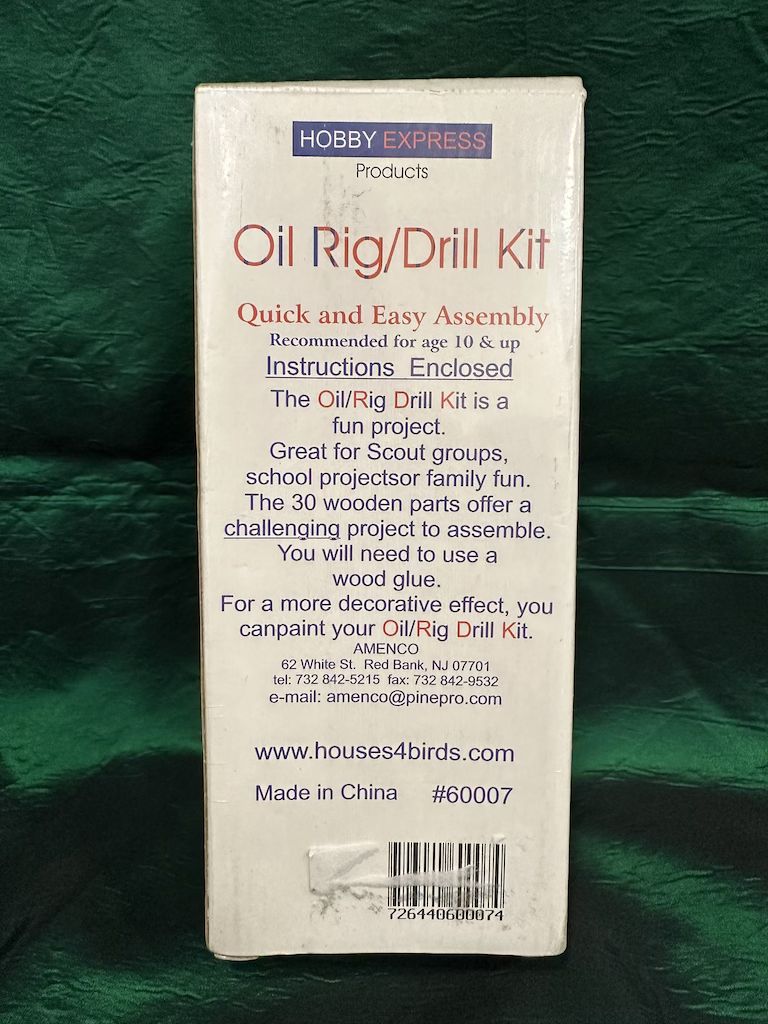 HOBBY EXPRESS
Products
Oil Rig/Drill Kit
Quick and Easy Assembly
Recommended for age 10 & up
Instructions Enclosed
The Oil/Rig Drill Kit is a
fun project.
Great for Scout groups,
school projectsor family fun.
The 30 wooden parts offer a
challenging project to assemble.
You will need to use a
wood glue.
For a more decorative effect, you
canpaint your Oil/Rig Drill Kit.
AMENCO
62 White St. Red Bank, NJ 07701
tel: 732 842-5215 fax: 732 842-9532
e-mail: amenco@pinepro.com
www.houses4birds.com
Made in China #60007
726440600074